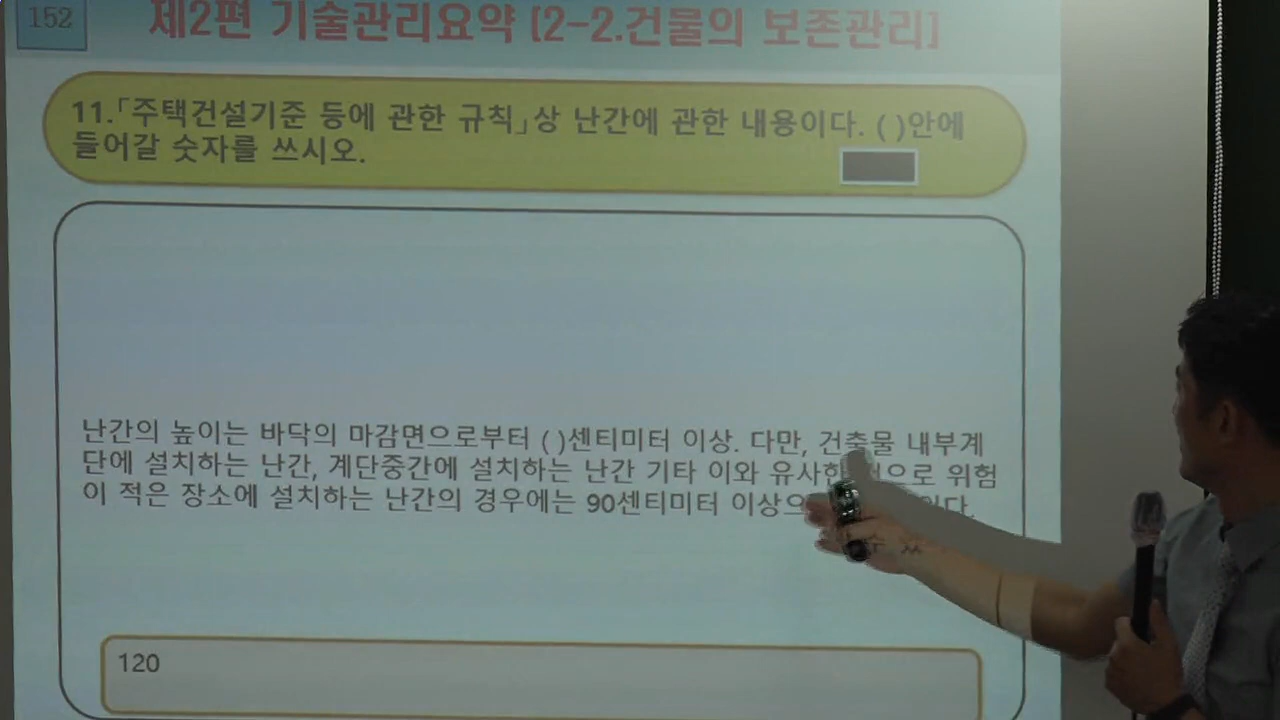 152
제2편 기술관리요약 [2-2.건물의 보존관리]
11.「주택건설기준 등에 관한 규칙」상 난간에 관한 내용이다. ( )안에
들어갈 숫자를 쓰시오.
난간의 높이는 바닥의 마감면으로부터 ( )센티미터 이상. 다만, 건축물 내부계
단에 설치하는 난간, 계단중간에 설치하는 난간 기타 이와 유사한 것으로 위험
이 적은 장소에 설치하는 난간의 경우에는 90센티미터 이상으
120